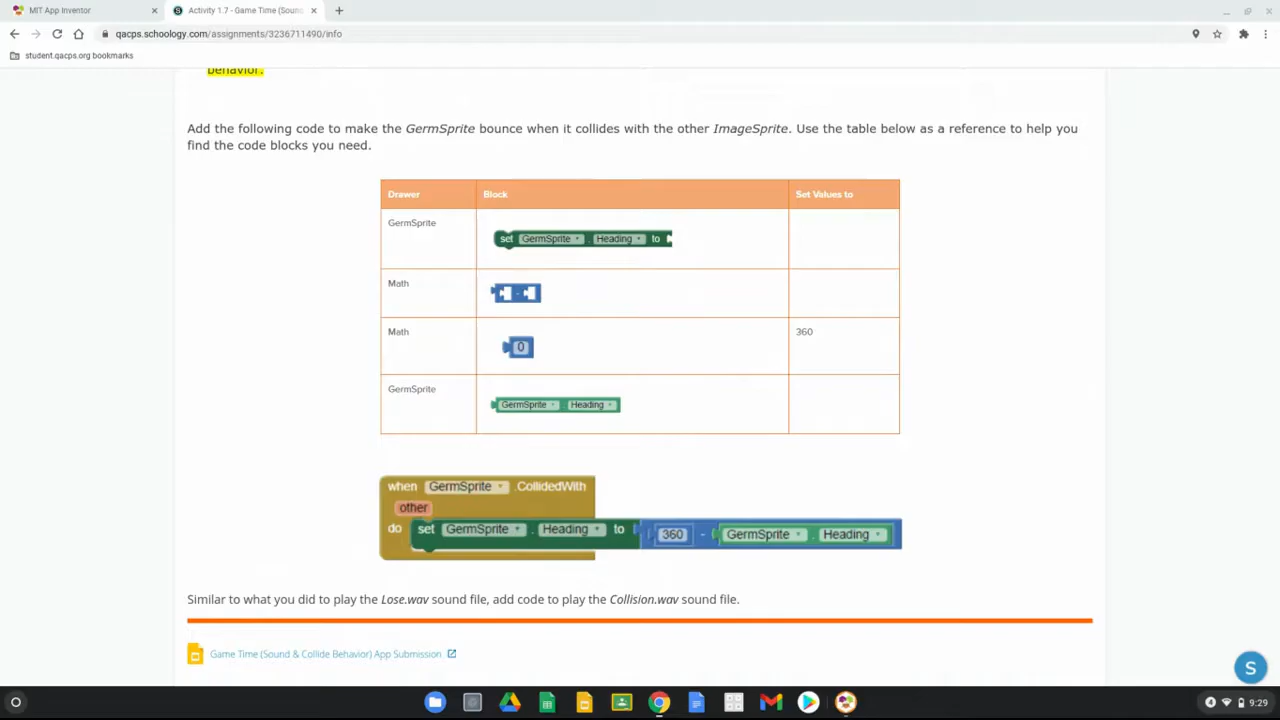 MIT App Inventor
Activity 1.7 - Game Time (Sound
qacps.schoology.com/assignments/3236711490/info
student.qacps.org bookmarks
behavior.
Add the following code to make the GermSprite bounce when it collides with the other ImageSprite. Use the table below as a reference to help you
find the code blocks you need.
Drawer Block Set Values to
GermSprite
set GermSprite . Heading to
Math
-
Math 360
0
GermSprite
GermSprite . Heading
when GermSprite .CollidedWith
other
do set GermSprite . Heading to 360 - GermSprite . Heading
Similar to what you did to play the Lose.wav sound file, add code to play the Collision.wav sound file.
Game Time (Sound & Collide Behavior) App Submission
S
4 9:29